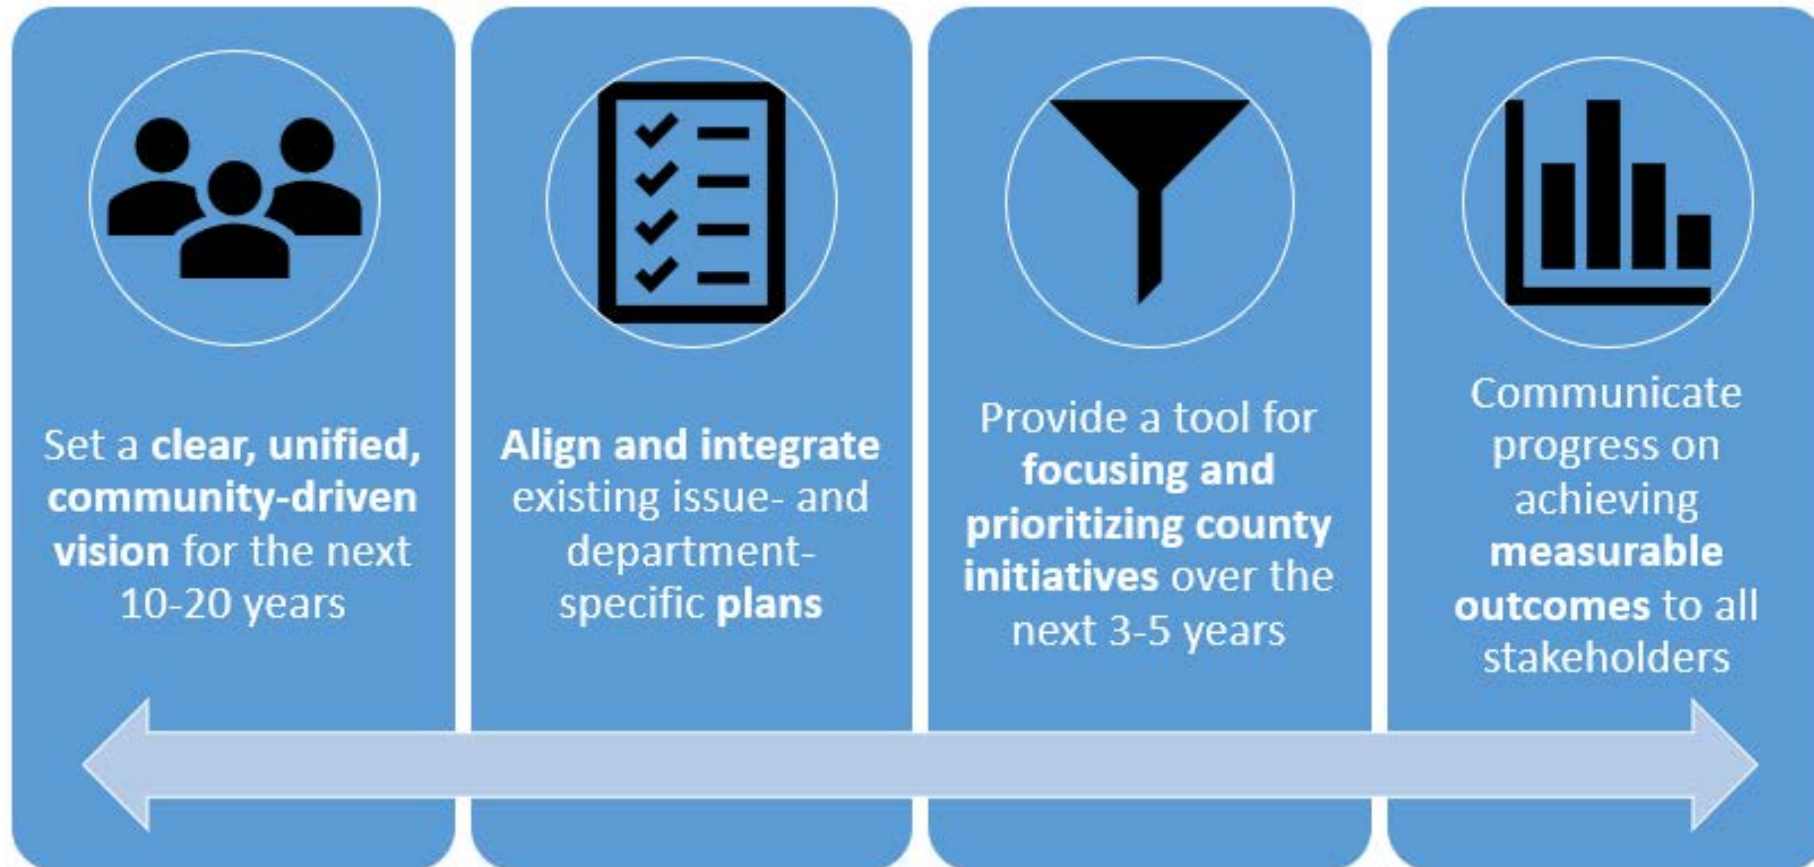 Set a clear, unified,
community-driven
vision for the next
10-20 years
Align and integrate
existing issue- and
department-
specific plans
Provide a tool for
focusing and
prioritizing county
initiatives over the
next 3-5 years
Communicate
progress on
achieving
measurable
outcomes to all
stakeholders